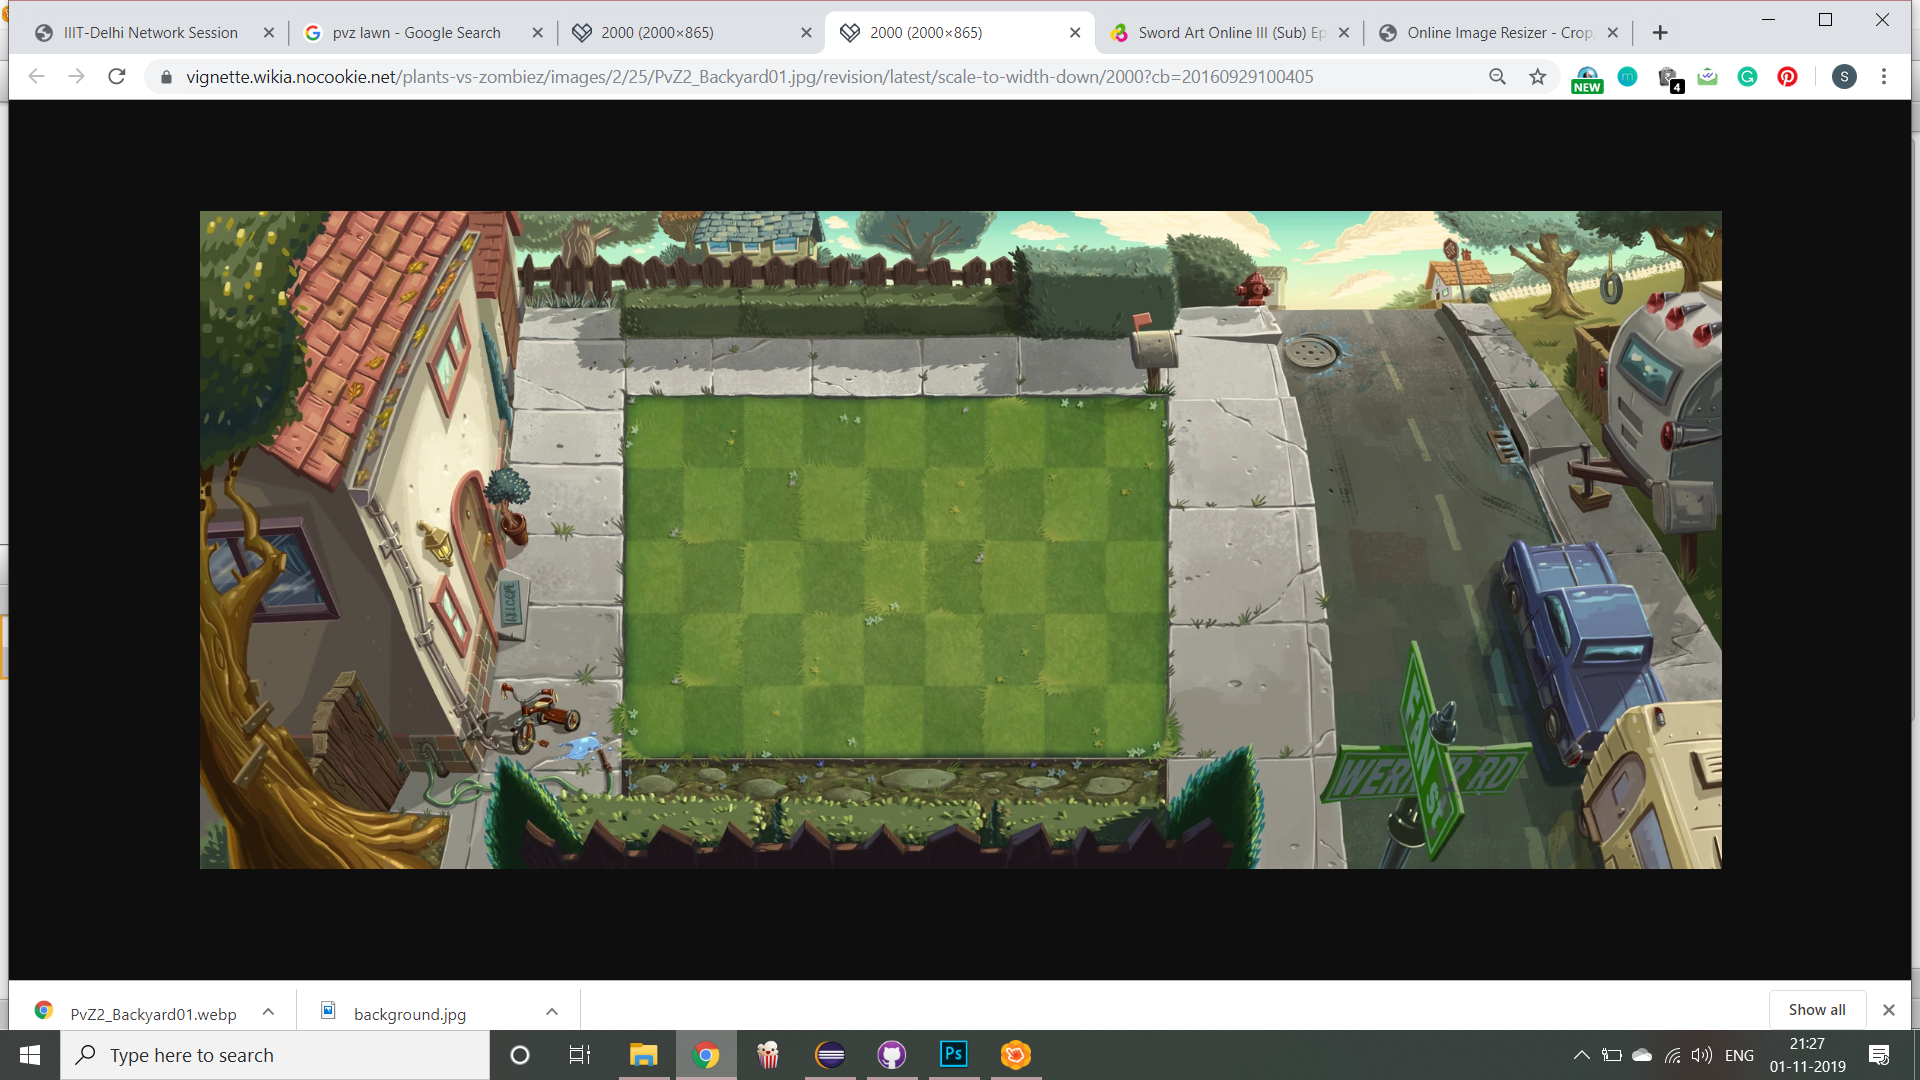 IIIT-Delhi Network Session
pvz lawn - Google Search
2000 (2000×865)
2000 (2000×865)
Sword Art Online III (Sub) Ep
Online Image Resizer - Crop,
vignette.wikia.nocookie.net/plants-vs-zombiez/images/2/25/PvZ2_Backyard01.jpg/revision/latest/scale-to-width-down/2000?cb=20160929100405
NEW
4
S
WELCOME
ST
RD
PvZ2_Backyard01.webp
background.jpg
Show all
Type here to search
Ps
ENG
21:27
01-11-2019